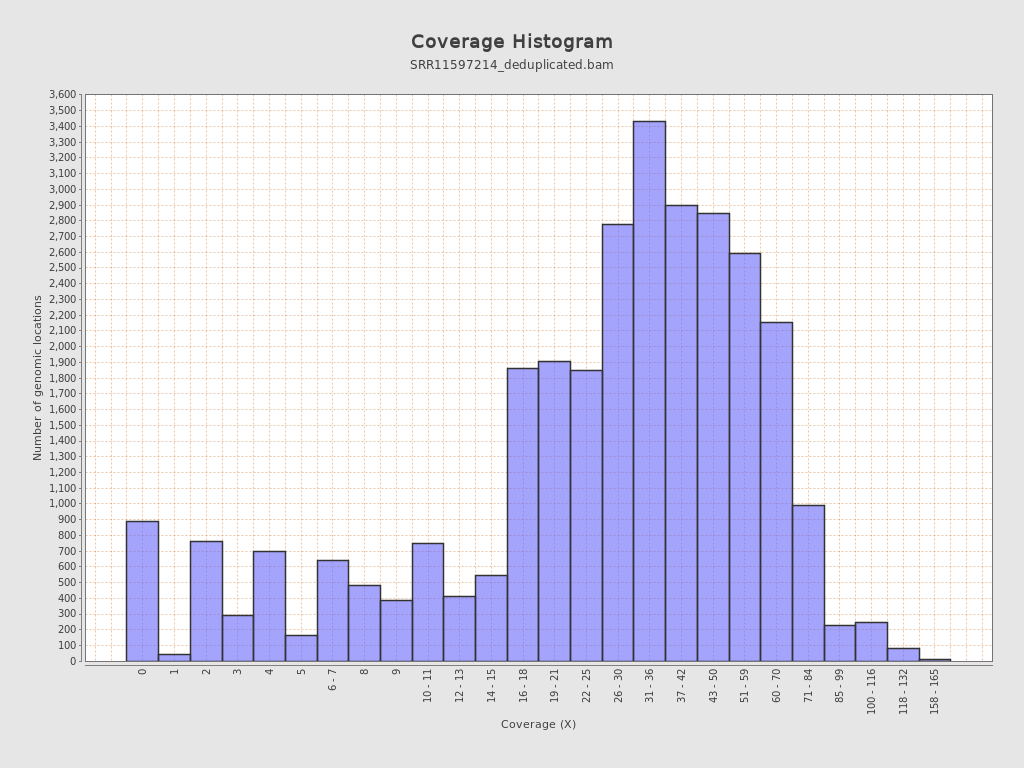 Coverage Histogram
SRR11597214_deduplicated.bam
3,600
3,500
3,400
3,300
3,200
3,100
3,000
2,900
2,800
2,700
2,600
2,500
2,400
2,300
2,200
2,100
2,000
1,900
1,800
1,700
1,600
1,500
1,400
1,300
1,200
1,100
1,000
900
800
700
600
500
400
300
200
100
0
Number of genomic locations
0
1
2
3
4
5
6 - 7
8
9
10 - 11
12 - 13
14 - 15
16 - 18
19 - 21
22 - 25
26 - 30
31 - 36
37 - 42
43 - 50
51 - 59
60 - 70
71 - 84
85 - 99
100 - 116
118 - 132
158 - 165
Coverage (X)